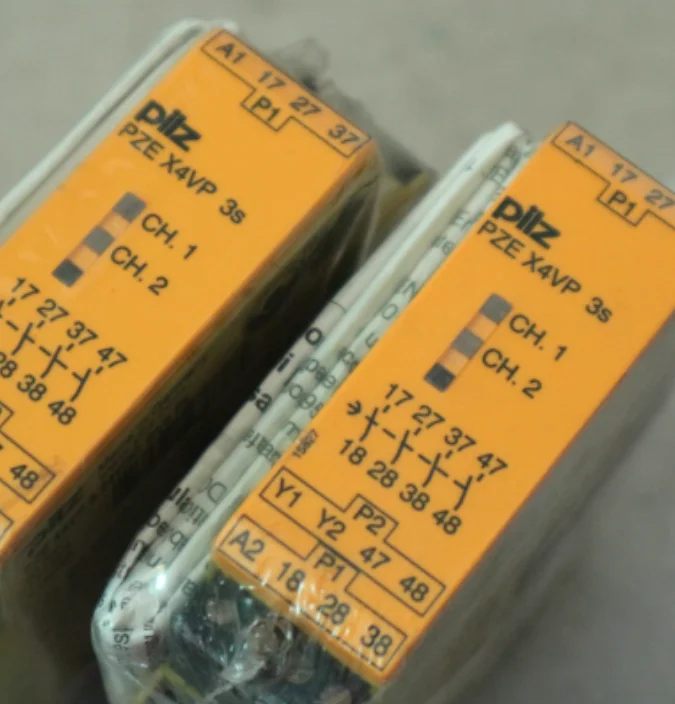 A1 17 27 37
P1
pilz
PZE X4VP 3s
CH. 1
CH. 2
17 27 37 47
28 38 48
48
A1 17 27
P1
pilz
PZE X4VP 3s
CH. 1
CH. 2
17 27 37 47
18 28 38 48
P2
Y1 Y2 47 48
P1
A2 18 28 38